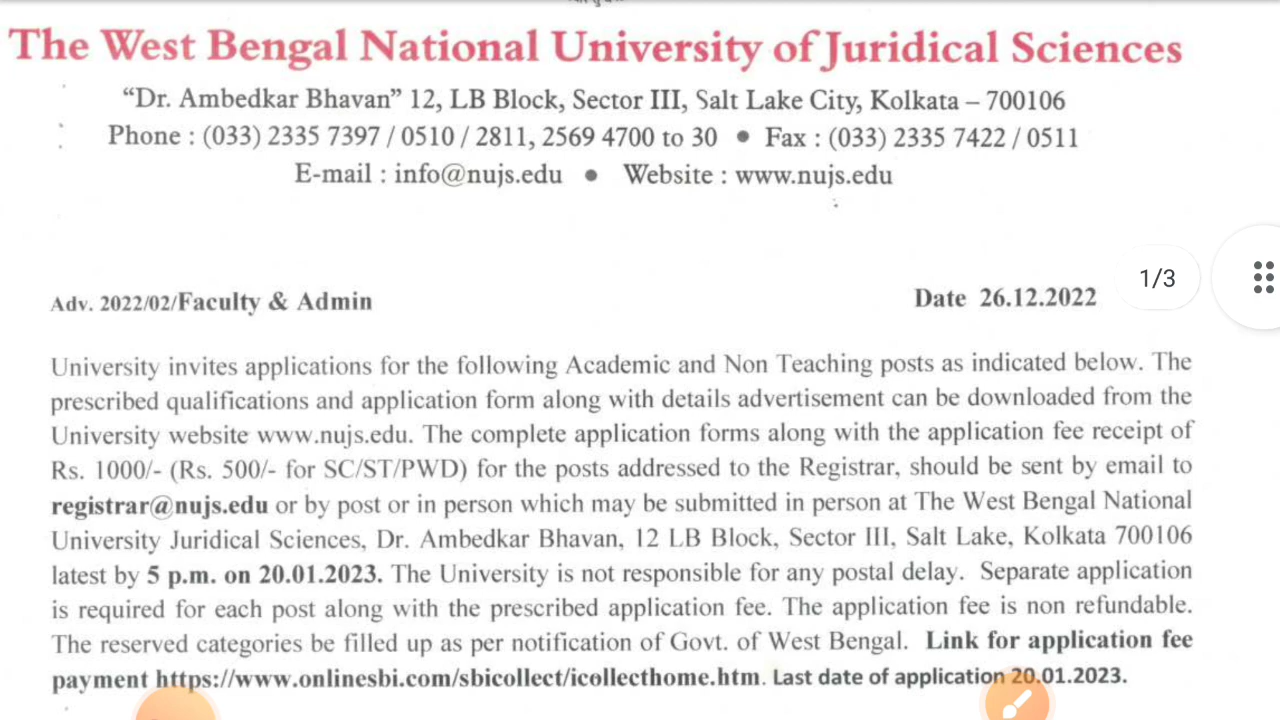 The West Bengal National University of Juridical Sciences
“Dr. Ambedkar Bhavan” 12, LB Block, Sector III, Salt Lake City, Kolkata – 700106
Phone : (033) 2335 7397 / 0510 / 2811, 2569 4700 to 30 • Fax : (033) 2335 7422 / 0511
E-mail : info@nujs.edu • Website : www.nujs.edu
1/3
Adv. 2022/02/Faculty & Admin Date 26.12.2022
University invites applications for the following Academic and Non Teaching posts as indicated below. The
prescribed qualifications and application form along with details advertisement can be downloaded from the
University website www.nujs.edu. The complete application forms along with the application fee receipt of
Rs. 1000/- (Rs. 500/- for SC/ST/PWD) for the posts addressed to the Registrar, should be sent by email to
registrar@nujs.edu or by post or in person which may be submitted in person at The West Bengal National
University Juridical Sciences, Dr. Ambedkar Bhavan, 12 LB Block, Sector III, Salt Lake, Kolkata 700106
latest by 5 p.m. on 20.01.2023. The University is not responsible for any postal delay. Separate application
is required for each post along with the prescribed application fee. The application fee is non refundable.
The reserved categories be filled up as per notification of Govt. of West Bengal. Link for application fee
payment https://www.onlinesbi.com/sbicollect/icollecthome.htm. Last date of application 20.01.2023.